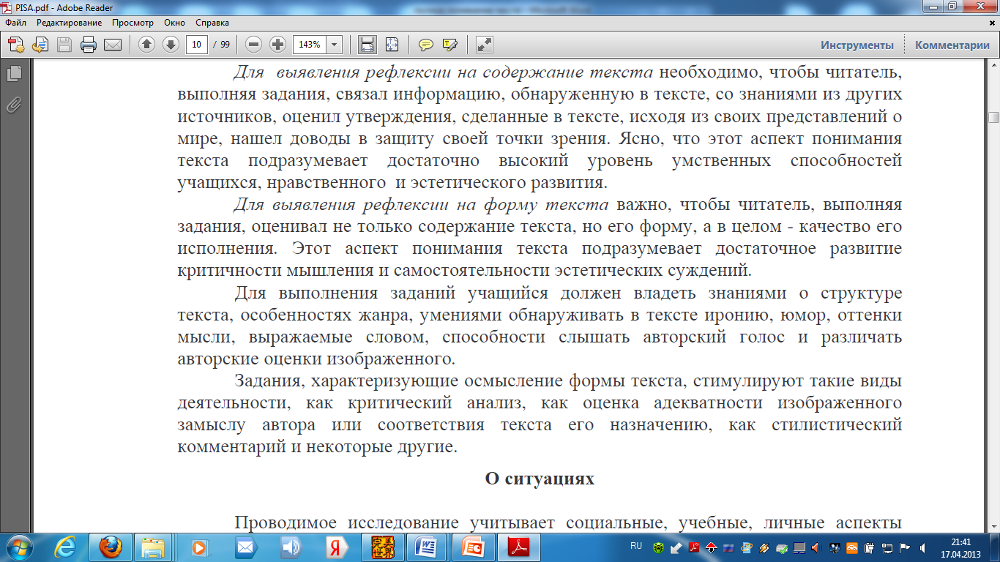 PISA.pdf - Adobe Reader
Файл Редактирование Просмотр Окно Справка
10 / 99 143% Инструменты Комментарии
Для выявления рефлексии на содержание текста необходимо, чтобы читатель,
выполняя задания, связал информацию, обнаруженную в тексте, со знаниями из других
источников, оценил утверждения, сделанные в тексте, исходя из своих представлений о
мире, нашел доводы в защиту своей точки зрения. Ясно, что этот аспект понимания
текста подразумевает достаточно высокий уровень умственных способностей
учащихся, нравственного и эстетического развития.
Для выявления рефлексии на форму текста важно, чтобы читатель, выполняя
задания, оценивал не только содержание текста, но его форму, а в целом - качество его
исполнения. Этот аспект понимания текста подразумевает достаточное развитие
критичности мышления и самостоятельности эстетических суждений.
Для выполнения заданий учащийся должен владеть знаниями о структуре
текста, особенностях жанра, умениями обнаруживать в тексте иронию, юмор, оттенки
мысли, выражаемые словом, способности слышать авторский голос и различать
авторские оценки изображенного.
Задания, характеризующие осмысление формы текста, стимулируют такие виды
деятельности, как критический анализ, как оценка адекватности изображенного
замыслу автора или соответствия текста его назначению, как стилистический
комментарий и некоторые другие.
О ситуациях
Проводимое исследование учитывает социальные, учебные, личные аспекты
RU 21:41
17.04.2013